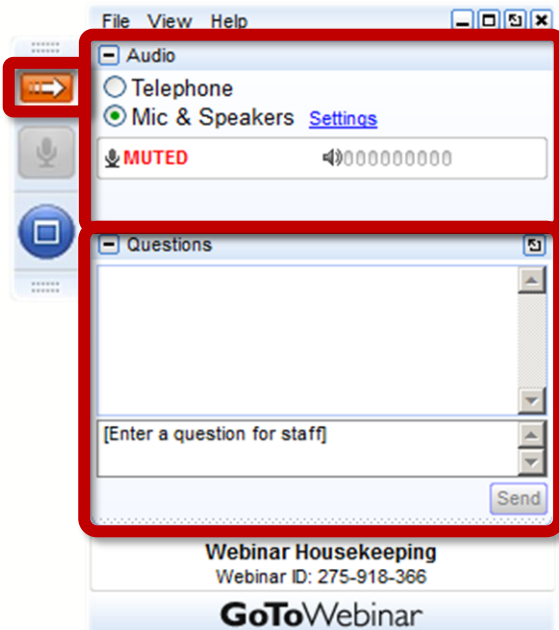 File View Help
Audio
Telephone
Mic & Speakers Settings
MUTED 000000000
Questions
[Enter a question for staff]
Send
Webinar Housekeeping
Webinar ID: 275-918-366
GoToWebinar